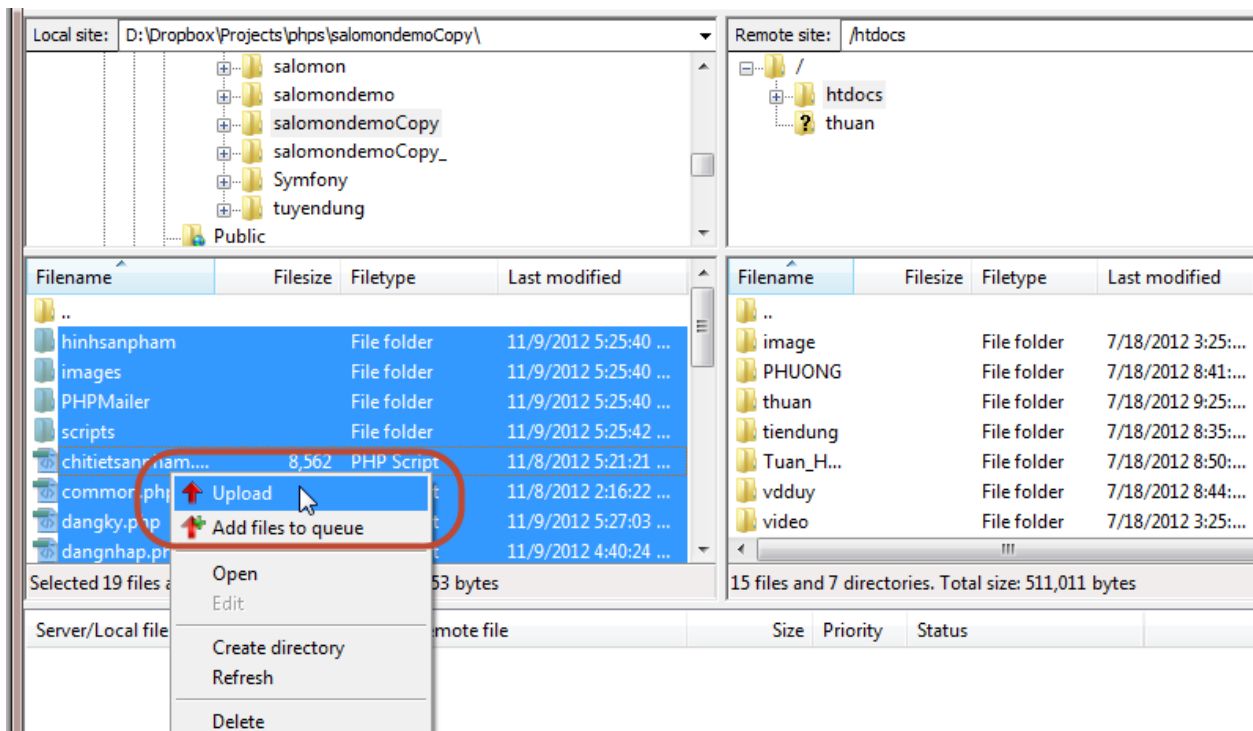 Local site: D:\Dropbox\Projects\phps\salomondemoCopy\
salomon
salomondemo
salomondemoCopy
salomondemoCopy_
Symfony
tuyendung
Public
Remote site: /htdocs
/
htdocs
? thuan
Filename Filesize Filetype Last modified
..
hinhsanpham File folder 11/9/2012 5:25:40 ...
images File folder 11/9/2012 5:25:40 ...
PHPMailer File folder 11/9/2012 5:25:40 ...
scripts File folder 11/9/2012 5:25:42 ...
chitietsanpham.... 8,562 PHP Script 11/8/2012 5:21:21 ...
common.php 11/8/2012 2:16:22 ...
dangky.php 11/9/2012 5:27:03 ...
dangnhap.ph 11/9/2012 4:40:24 ...
Selected 19 files a 53 bytes
Filename Filesize Filetype Last modified
..
image File folder 7/18/2012 3:25:...
PHUONG File folder 7/18/2012 8:41:...
thuan File folder 7/18/2012 9:25:...
tiendung File folder 7/18/2012 8:35:...
Tuan_H... File folder 7/18/2012 8:50:...
vdduy File folder 7/18/2012 8:44:...
video File folder 7/18/2012 3:25:...
15 files and 7 directories. Total size: 511,011 bytes
Upload
Add files to queue
Open
Edit
Create directory
Refresh
Delete
Server/Local file emote file Size Priority Status